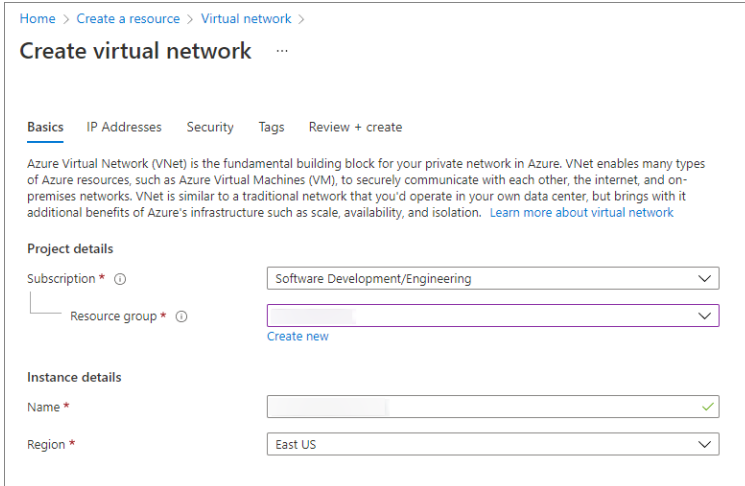 Home > Create a resource > Virtual network >
Create virtual network ...
Basics IP Addresses Security Tags Review + create
Azure Virtual Network (VNet) is the fundamental building block for your private network in Azure. VNet enables many types
of Azure resources, such as Azure Virtual Machines (VM), to securely communicate with each other, the internet, and on-
premises networks. VNet is similar to a traditional network that you'd operate in your own data center, but brings with it
additional benefits of Azure's infrastructure such as scale, availability, and isolation. Learn more about virtual network
Project details
Subscription * Software Development/Engineering
Resource group *
Create new
Instance details
Name *
Region * East US